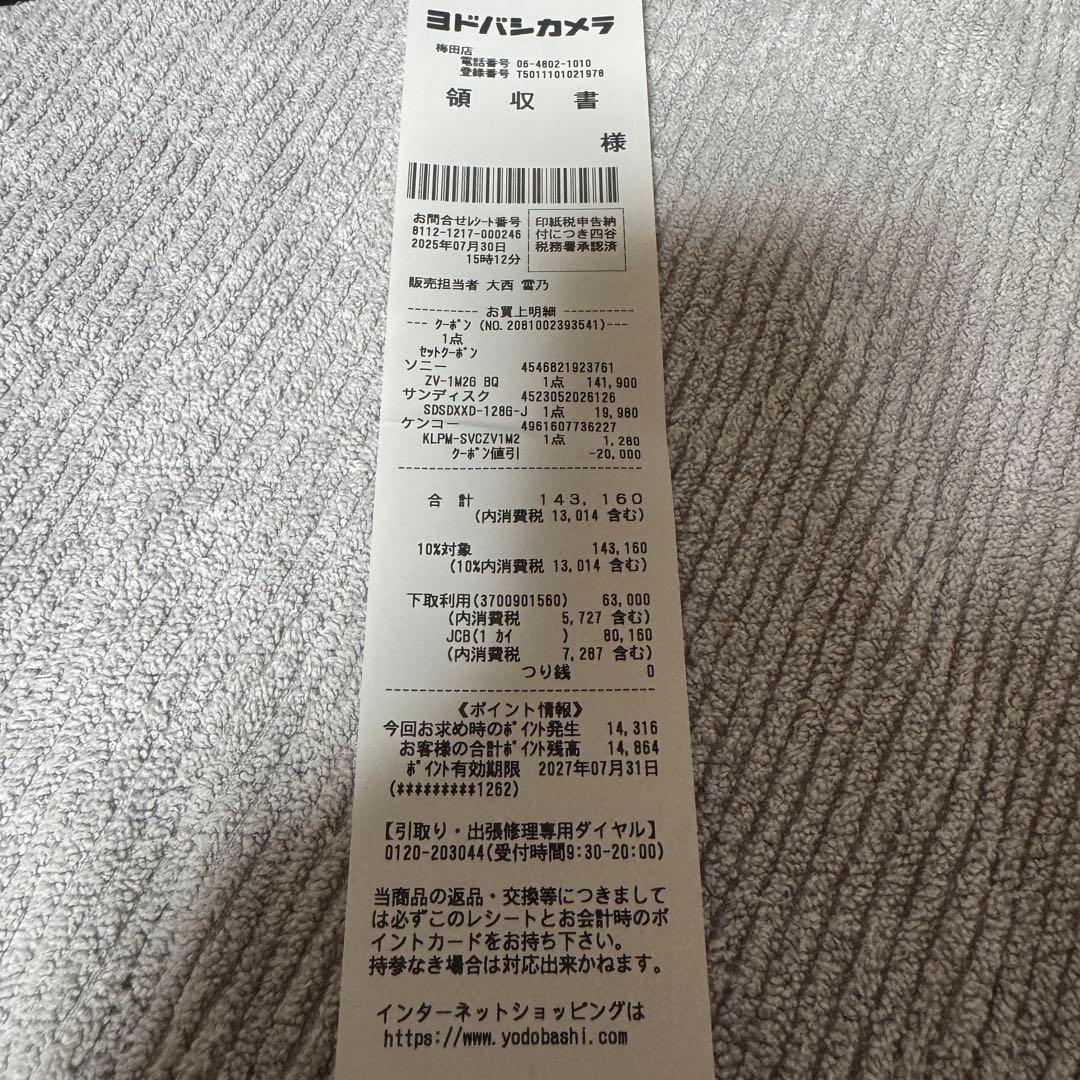 ヨドバシカメラ
梅田店
電話番号 06-4802-1010
登録番号 T5011101021978
領 収 書
様
お問合せﾚｼｰﾄ番号
8112-1217-000246
2025年07月30日
15時12分
印紙税申告納
付につき四谷
税務署承認済
販売担当者 大西 雪乃
---------- お買上明細 ----------
--- ｸｰﾎﾟﾝ (NO.2081002393541)---
1点
ｾｯﾄｸｰﾎﾟﾝ
ソニー 4546821923761
ZV-1M2G BQ 1点 141,900
サンディスク 4523052026126
SDSDXXD-128G-J 1点 19,980
ケンコー 4961607736227
KLPM-SVCZV1M2 1点 1,280
ｸｰﾎﾟﾝ値引 -20,000
合 計 143,160
(内消費税 13,014 含む)
10%対象 143,160
(10%内消費税 13,014 含む)
下取利用(3700901560) 63,000
(内消費税 5,727 含む)
JCB(1 ｶｲ ) 80,160
(内消費税 7,287 含む)
つり銭 0
《ポイント情報》
今回お求め時のﾎﾟｲﾝﾄ発生 14,316
お客様の合計ﾎﾟｲﾝﾄ残高 14,864
ﾎﾟｲﾝﾄ有効期限 2027年07月31日
(*********1262)
【引取り・出張修理専用ダイヤル】
0120-203044(受付時間9:30-20:00)
当商品の返品・交換等につきまして
は必ずこのレシートとお会計時のポ
イントカードをお持ち下さい。
持参なき場合は対応出来かねます。
インターネットショッピングは
https://www.yodobashi.com